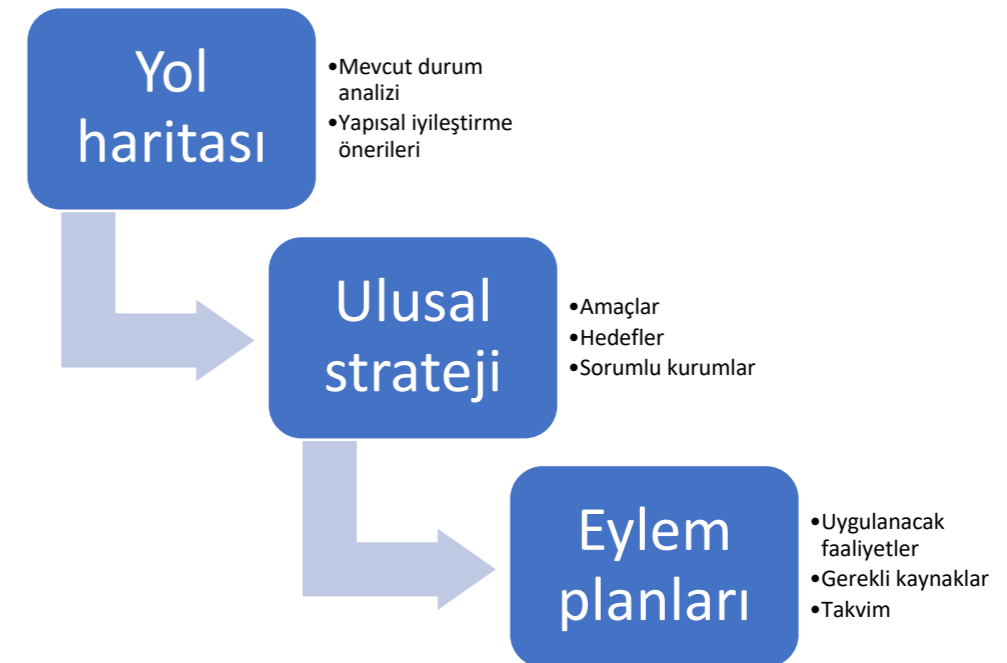 Yol
haritası
•Mevcut durum
analizi
•Yapısal iyileştirme
önerileri
Ulusal
strateji
•Amaçlar
•Hedefler
•Sorumlu kurumlar
Eylem
planları
•Uygulanacak
faaliyetler
•Gerekli kaynaklar
•Takvim